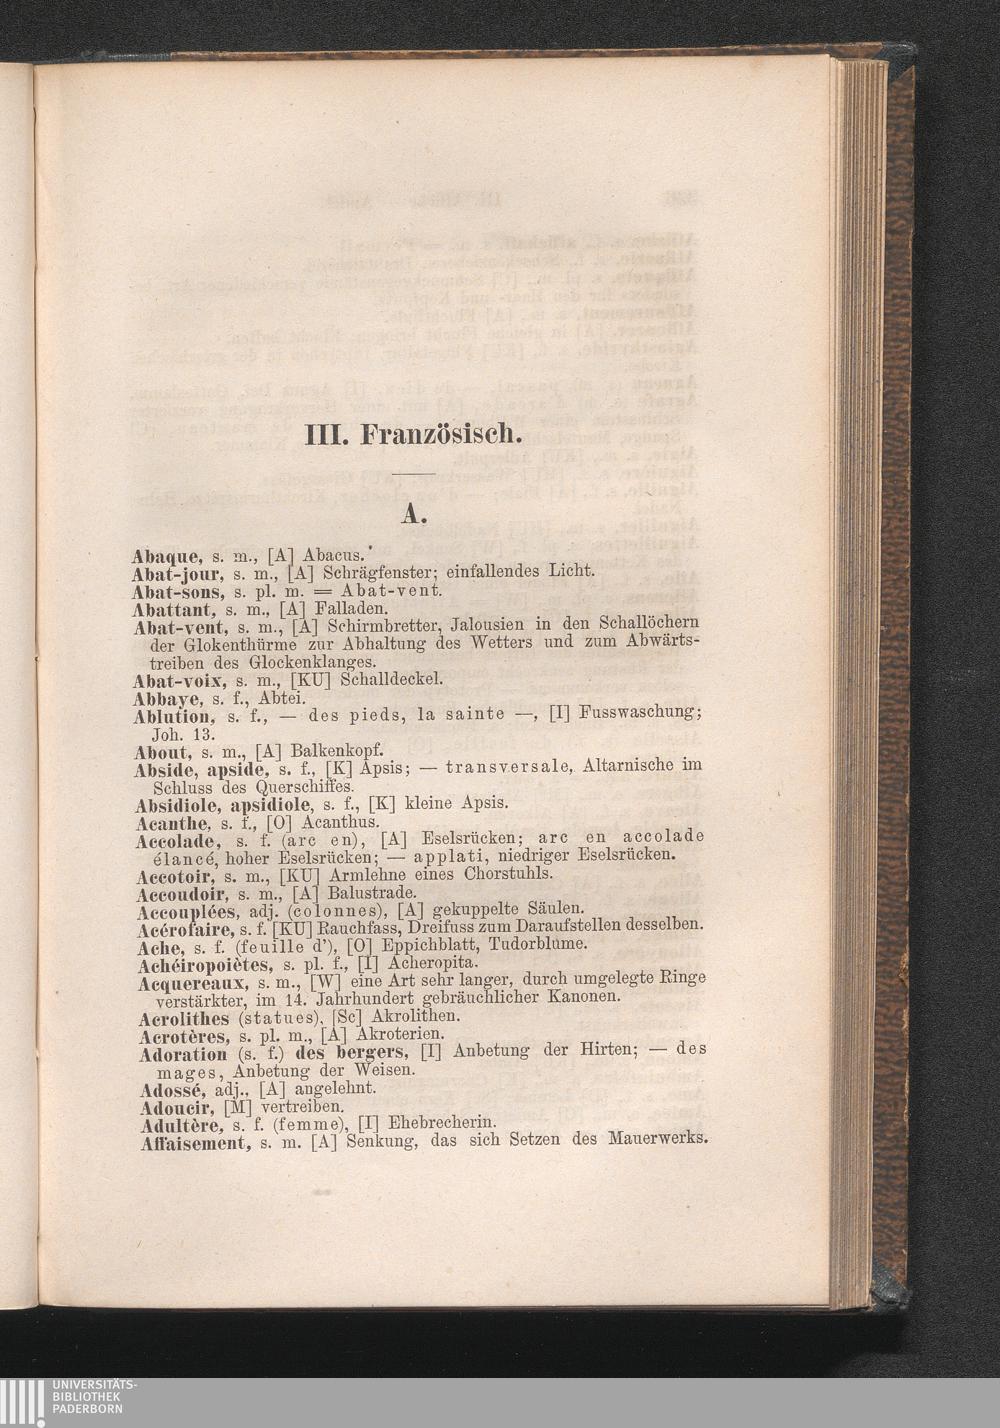 III. Französisch.
A.
Abaque, s. m., [A] Abacus.
Abat-jour, s. m., [A] Schrägfenster; einfallendes Licht.
Abat-sons, s. pl. m. = Abat-vent.
Abattant, s. m., [A] Falladen.
Abat-vent, s. m., [A] Schirmbretter, Jalousien in den Schallöchern
der Glokenthürme zur Abhaltung des Wetters und zum Abwärts-
treiben des Glockenklanges.
Abat-voix, s. m., [KU] Schalldeckel.
Abbaye, s. f., Abtei.
Ablution, s. f., — des pieds, la sainte —, [I] Fusswaschung;
Joh. 13.
About, s. m., [A] Balkenkopf.
Abside, apside, s. f., [K] Apsis; — transversale, Altarnische im
Schluss des Querschiffes.
Absidiole, apsidiole, s. f., [K] kleine Apsis.
Acanthe, s. f., [O] Acanthus.
Accolade, s. f. (arc en), [A] Eselsrücken; arc en accolade
élancé, hoher Eselsrücken; — applati, niedriger Eselsrücken.
Accotoir, s. m., [KU] Armlehne eines Chorstuhls.
Accoudoir, s. m., [A] Balustrade.
Accouplées, adj. (colonnes), [A] gekuppelte Säulen.
Acérofaire, s. f. [KU] Rauchfass, Dreifuss zum Daraufstellen desselben.
Ache, s. f. (feuille d'), [O] Eppichblatt, Tudorblume.
Achéiropoiètes, s. pl. f., [I] Acheropita.
Acquereaux, s. m., [W] eine Art sehr langer, durch umgelegte Ringe
verstärkter, im 14. Jahrhundert gebräuchlicher Kanonen.
Acrolithes (statues), [Sc] Akrolithen.
Acrotères, s. pl. m., [A] Akroterien.
Adoration (s. f.) des bergers, [I] Anbetung der Hirten; — des
mages, Anbetung der Weisen.
Adossé, adj., [A] angelehnt.
Adoucir, [M] vertreiben.
Adultère, s. f. (femme), [I] Ehebrecherin.
Affaisement, s. m. [A] Senkung, das sich Setzen des Mauerwerks.
UNIVERSITÄTS-
BIBLIOTHEK
PADERBORN